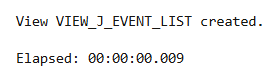 View VIEW_J_EVENT_LIST created.
Elapsed: 00:00:00.009